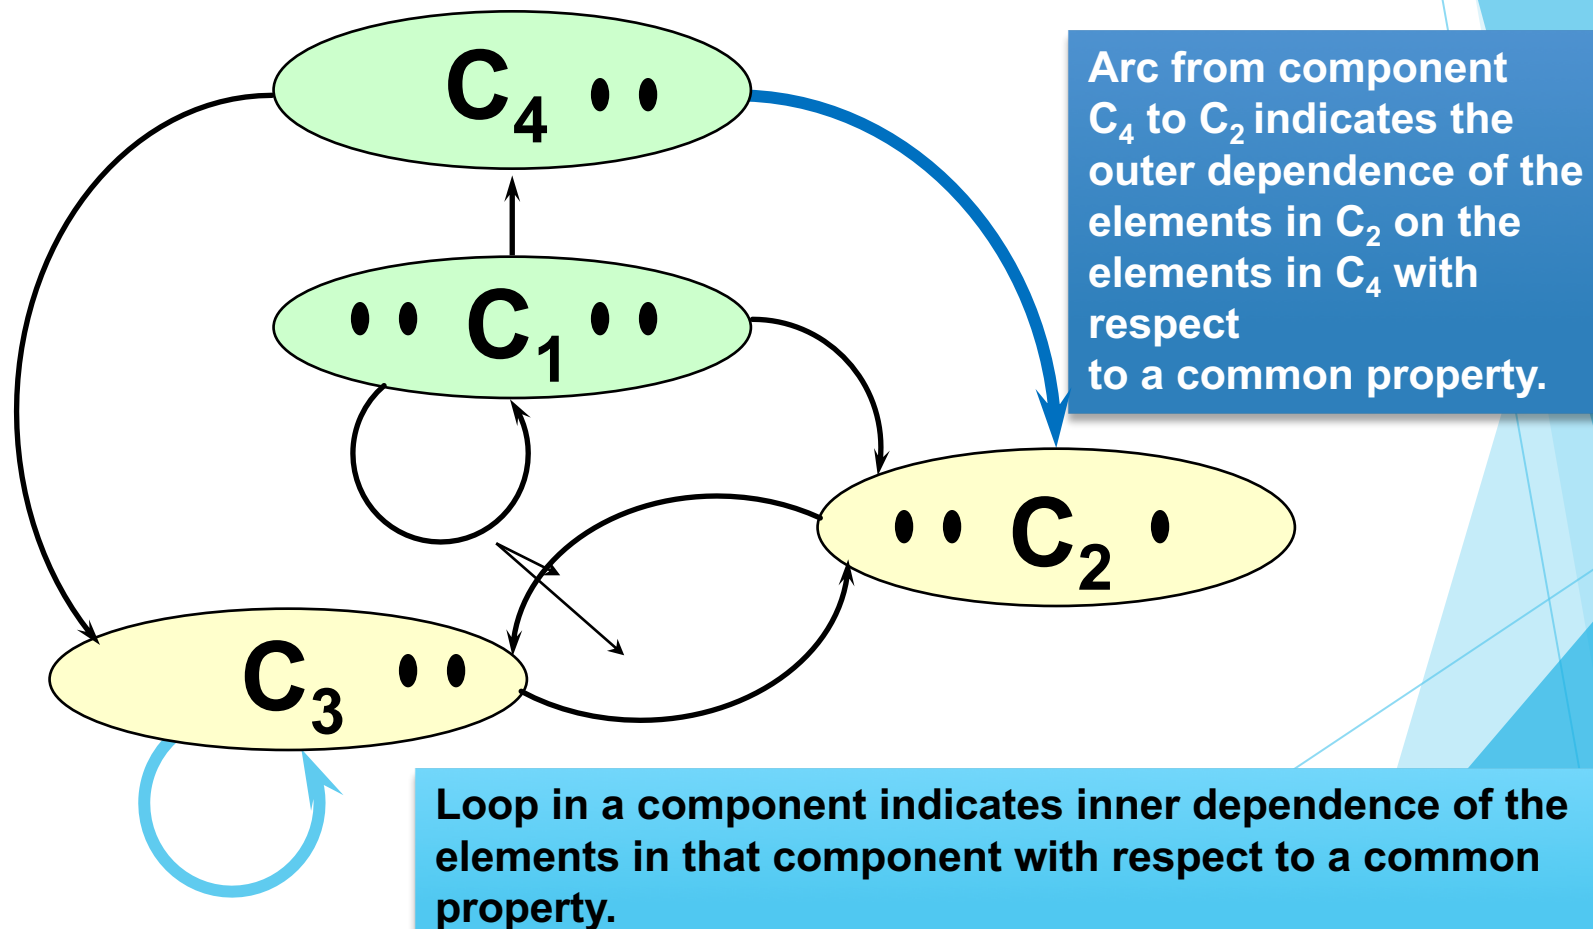 C₄
Arc from component
C₄ to C₂ indicates the
outer dependence of the
elements in C₂ on the
elements in C₄ with
respect
to a common property.
C₁
C₂
C₃
Loop in a component indicates inner dependence of the
elements in that component with respect to a common
property.